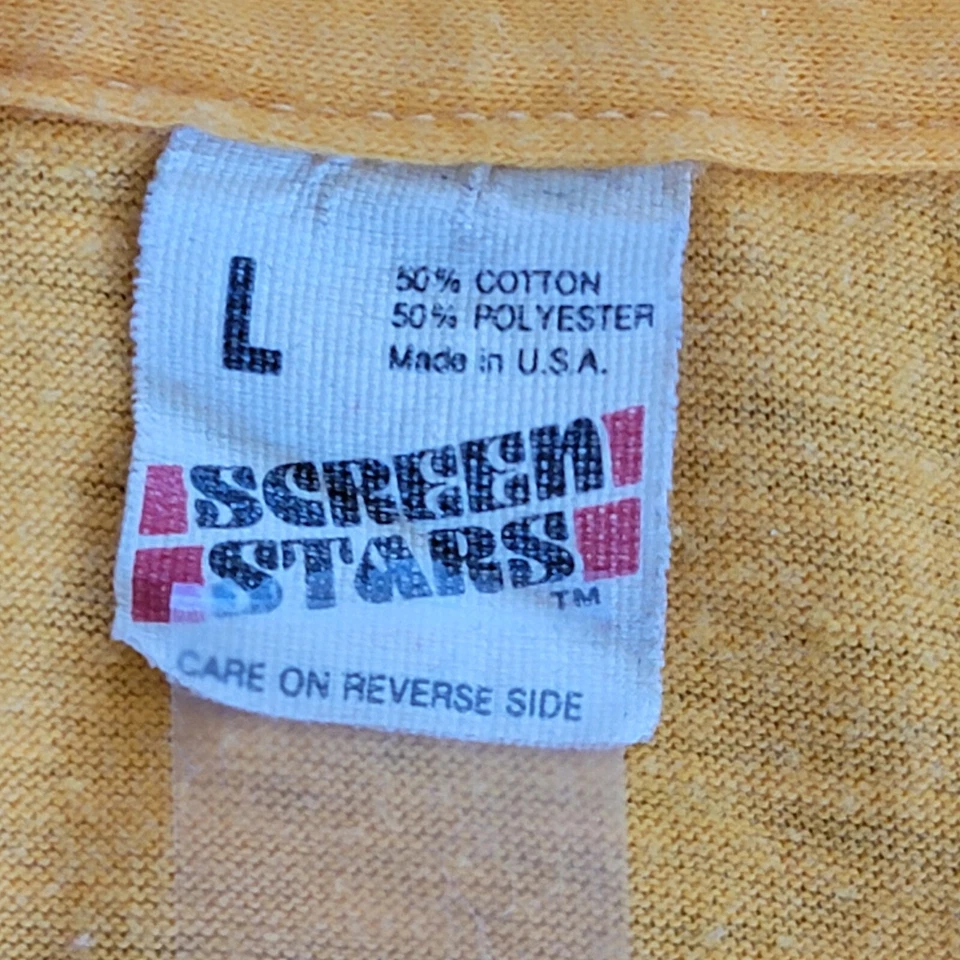 L
50% COTTON
50% POLYESTER
Made in U.S.A.
SCREEN
STARS
TM
CARE ON REVERSE SIDE